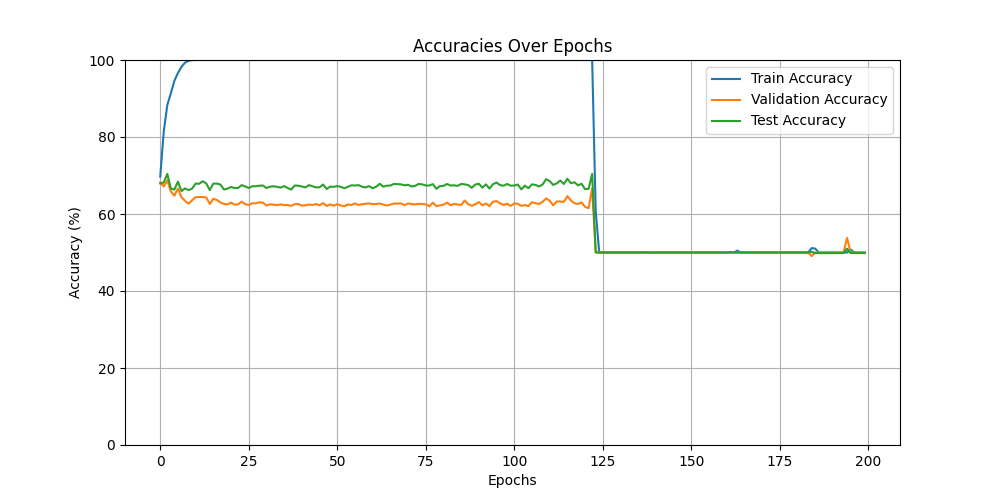 Accuracies Over Epochs
100
80
60
40
20
0
Accuracy (%)
Train Accuracy
Validation Accuracy
Test Accuracy
0 25 50 75 100 125 150 175 200
Epochs